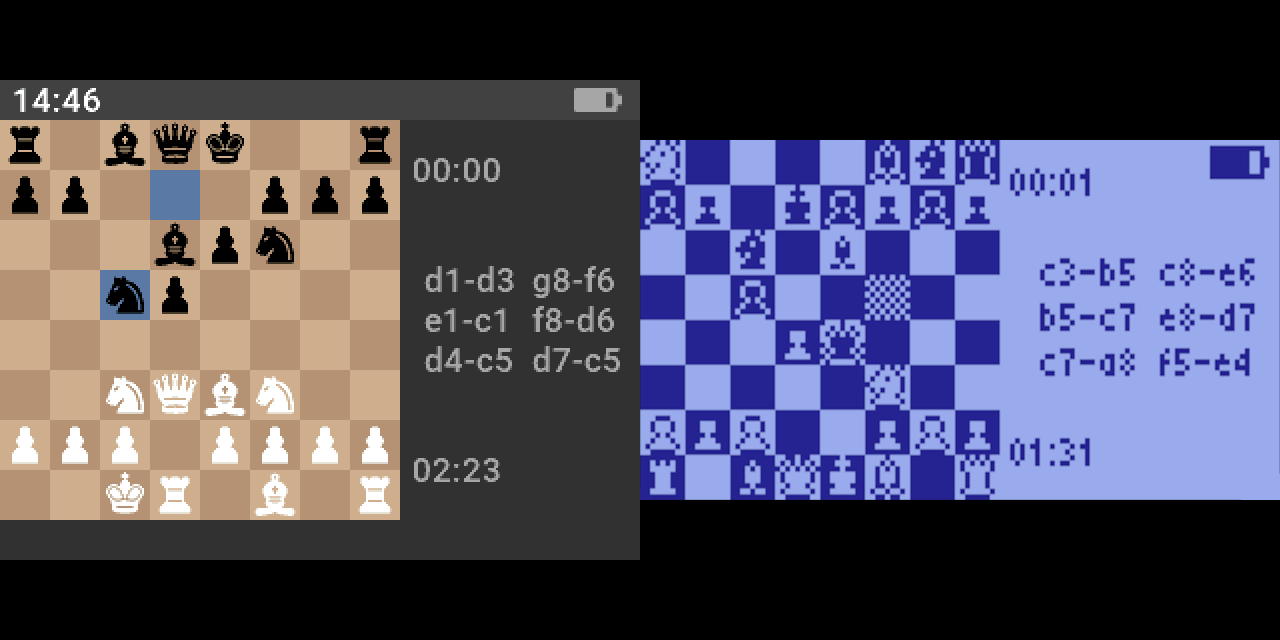 14:46
00:00
d1-d3 g8-f6
e1-c1 f8-d6
d4-c5 d7-c5
02:23
00:01
c3-b5 c8-e6
b5-c7 e8-d7
c7-a8 f5-e4
01:31